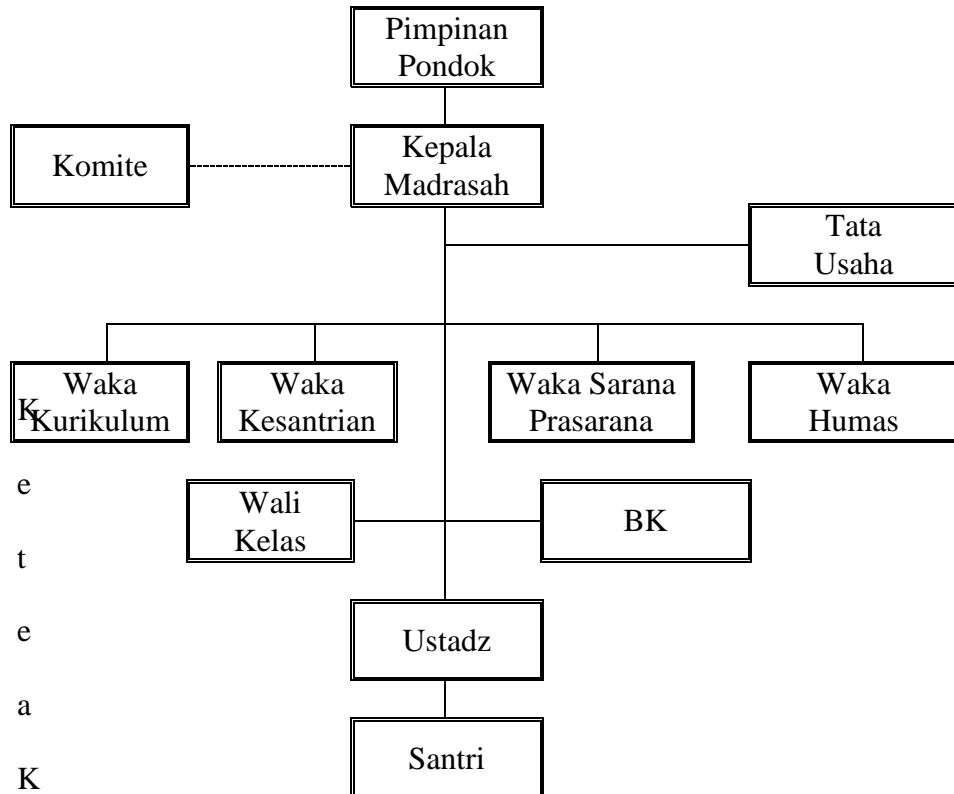 Pimpinan
Pondok
Komite
Kepala
Madrasah
Tata
Usaha
Waka
Kurikulum
Waka
Kesantrian
Waka Sarana
Prasarana
Waka
Humas
K
e
t
e
a
K
Wali
Kelas
BK
Ustadz
Santri